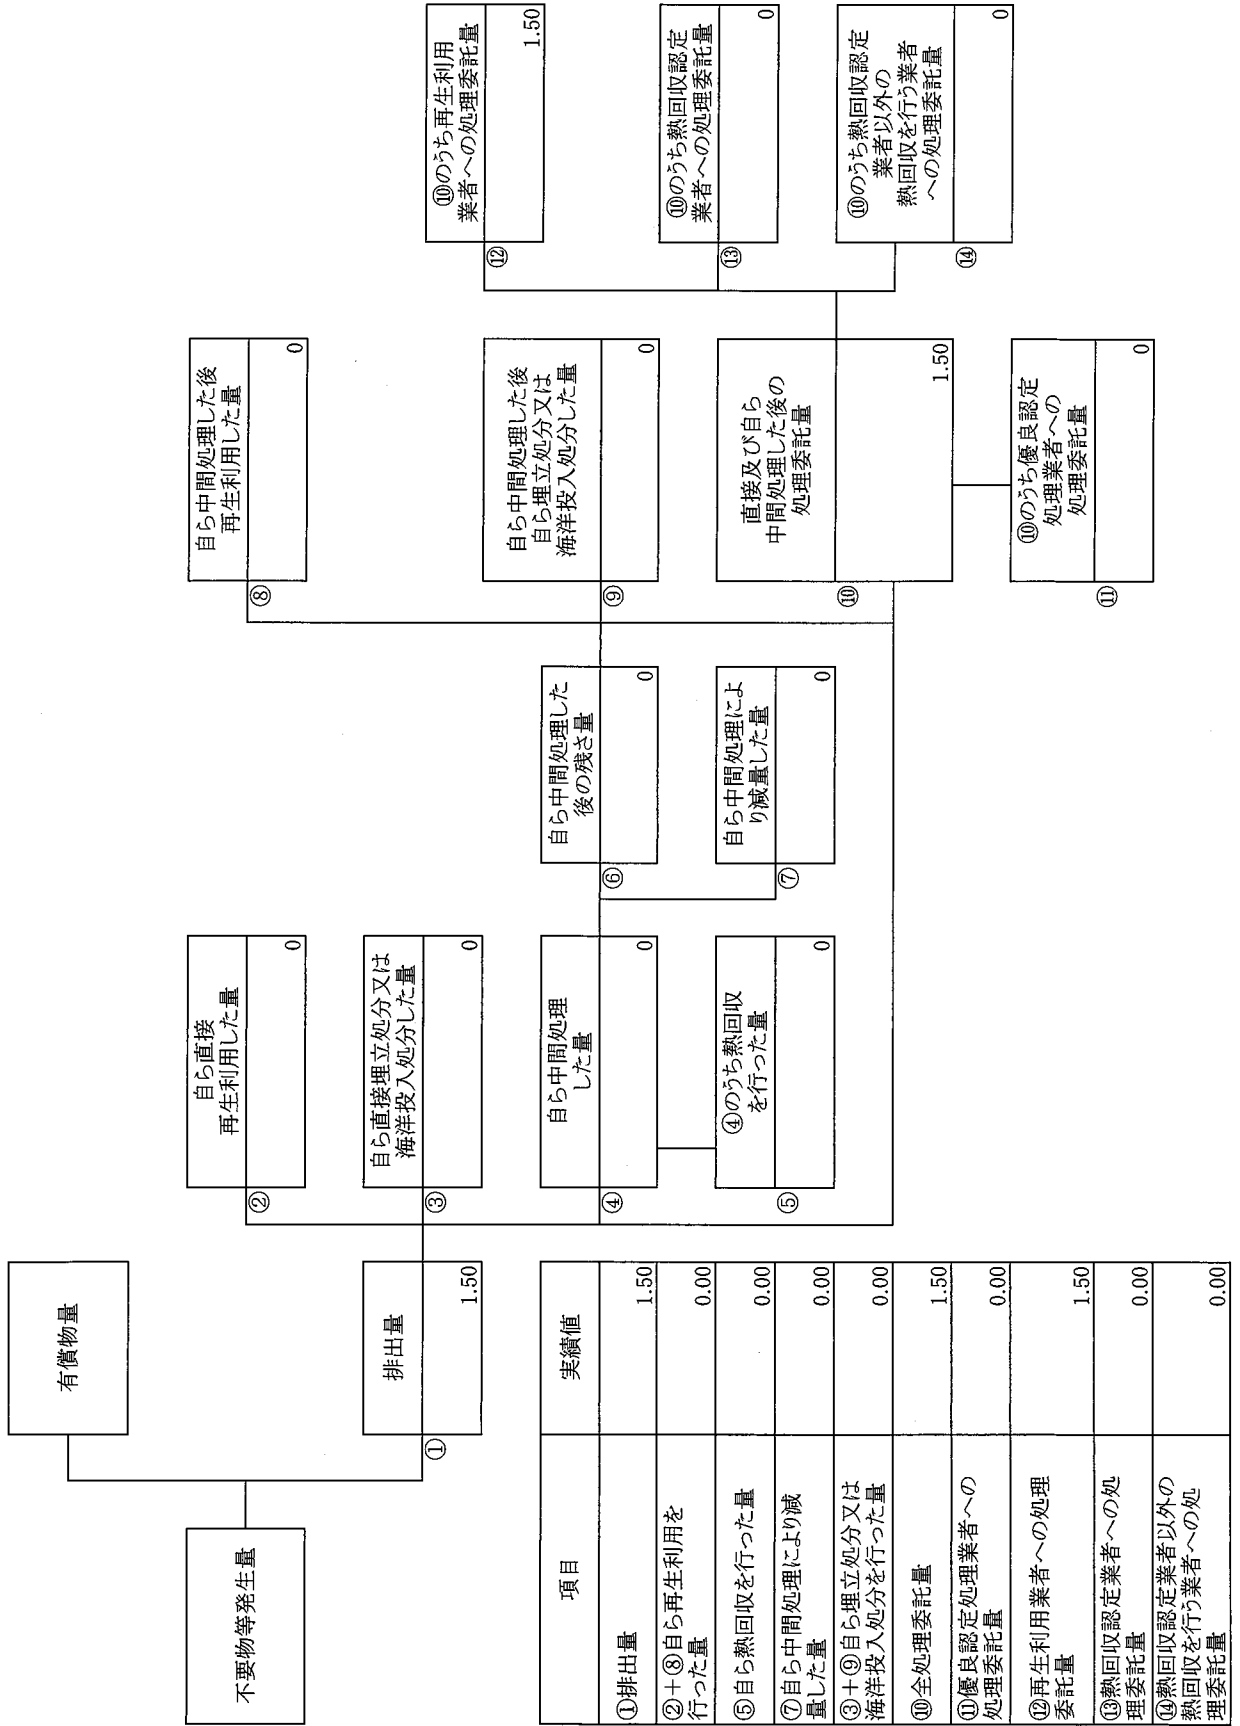 有償物量
不要物等発生量
排出量
①
1.50
自ら直接
再生利用した量
②
0
自ら直接埋立処分又は
海洋投入処分した量
③
0
自ら中間処理
した量
④
0
④のうち熱回収
を行った量
⑤
0
自ら中間処理した
後の残さ量
⑥
0
自ら中間処理によ
り減量した量
⑦
0
自ら中間処理した後
再生利用した量
⑧
0
自ら中間処理した後
自ら埋立処分又は
海洋投入処分した量
⑨
0
直接及び自ら
中間処理した後の
処理委託量
⑩
1.50
⑩のうち優良認定
処理業者への
処理委託量
⑪
0
⑩のうち再生利用
業者への処理委託量
⑫
1.50
⑩のうち熱回収認定
業者への処理委託量
⑬
0
⑩のうち熱回収認定
業者以外の
熱回収を行う業者
への処理委託量
⑭
0
項目 実績値
①排出量 1.50
②+⑧自ら再生利用を
行った量 0.00
⑤自ら熱回収を行った量 0.00
⑦自ら中間処理により減
量した量 0.00
③+⑨自ら埋立処分又は
海洋投入処分を行った量 0.00
⑩全処理委託量 1.50
⑪優良認定処理業者への
処理委託量 0.00
⑫再生利用業者への処理
委託量 1.50
⑬熱回収認定業者への処
理委託量 0.00
⑭熱回収認定業者以外の
熱回収を行う業者への処
理委託量 0.00